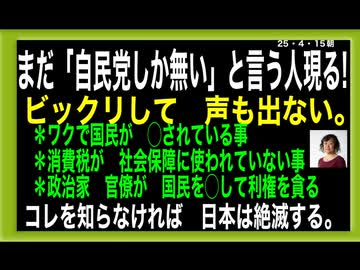 25・4・15朝
まだ「自民党しか無い」と言う人現る!
ビックリして 声も出ない。
＊ワクで国民が ◯されている事
＊消費税が 社会保障に使われていない事
＊政治家 官僚が 国民を◯して利権を貪る
コレを知らなければ 日本は絶滅する。